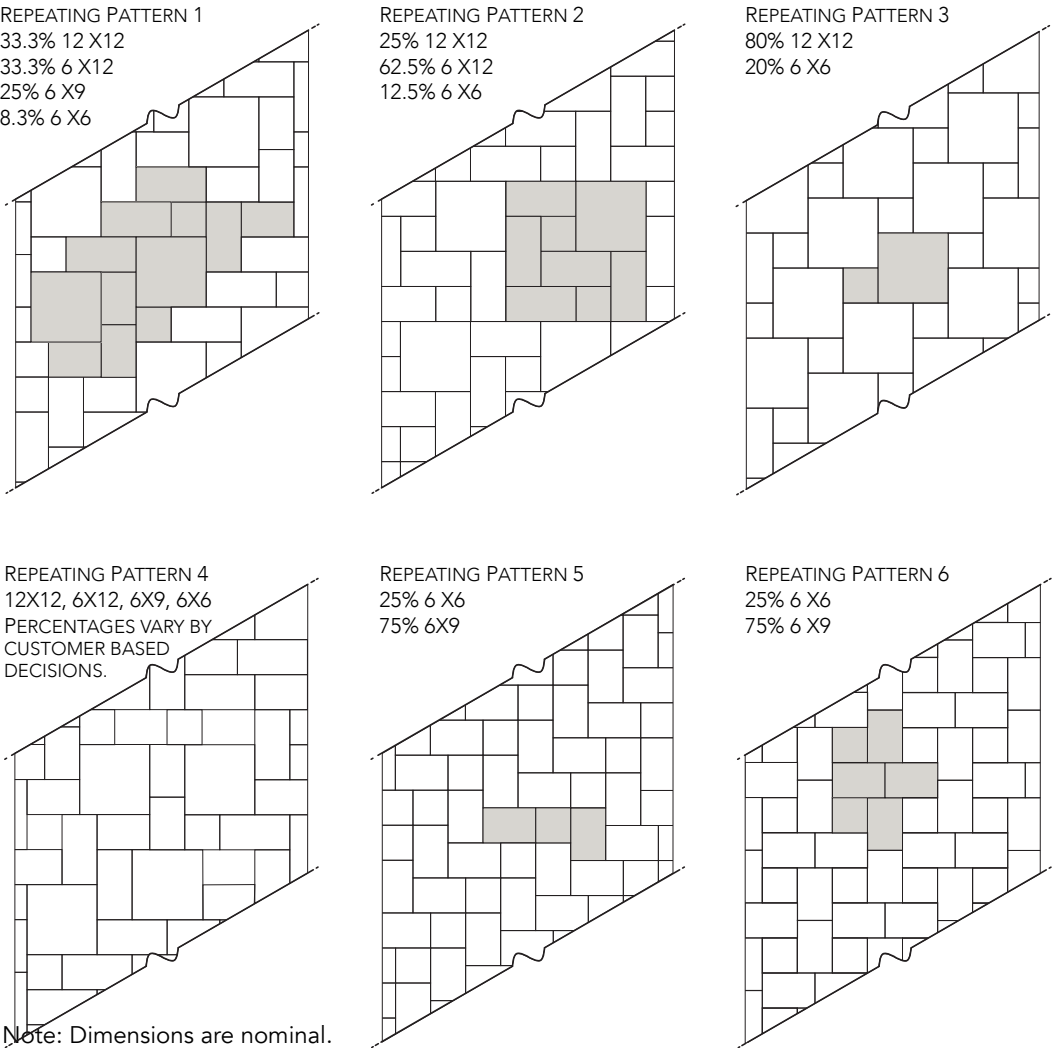 REPEATING PATTERN 1
33.3% 12 X12
33.3% 6 X12
25% 6 X9
8.3% 6 X6
REPEATING PATTERN 2
25% 12 X12
62.5% 6 X12
12.5% 6 X6
REPEATING PATTERN 3
80% 12 X12
20% 6 X6
REPEATING PATTERN 4
12X12, 6X12, 6X9, 6X6
PERCENTAGES VARY BY
CUSTOMER BASED
DECISIONS.
REPEATING PATTERN 5
25% 6 X6
75% 6X9
REPEATING PATTERN 6
25% 6 X6
75% 6 X9
Note: Dimensions are nominal.